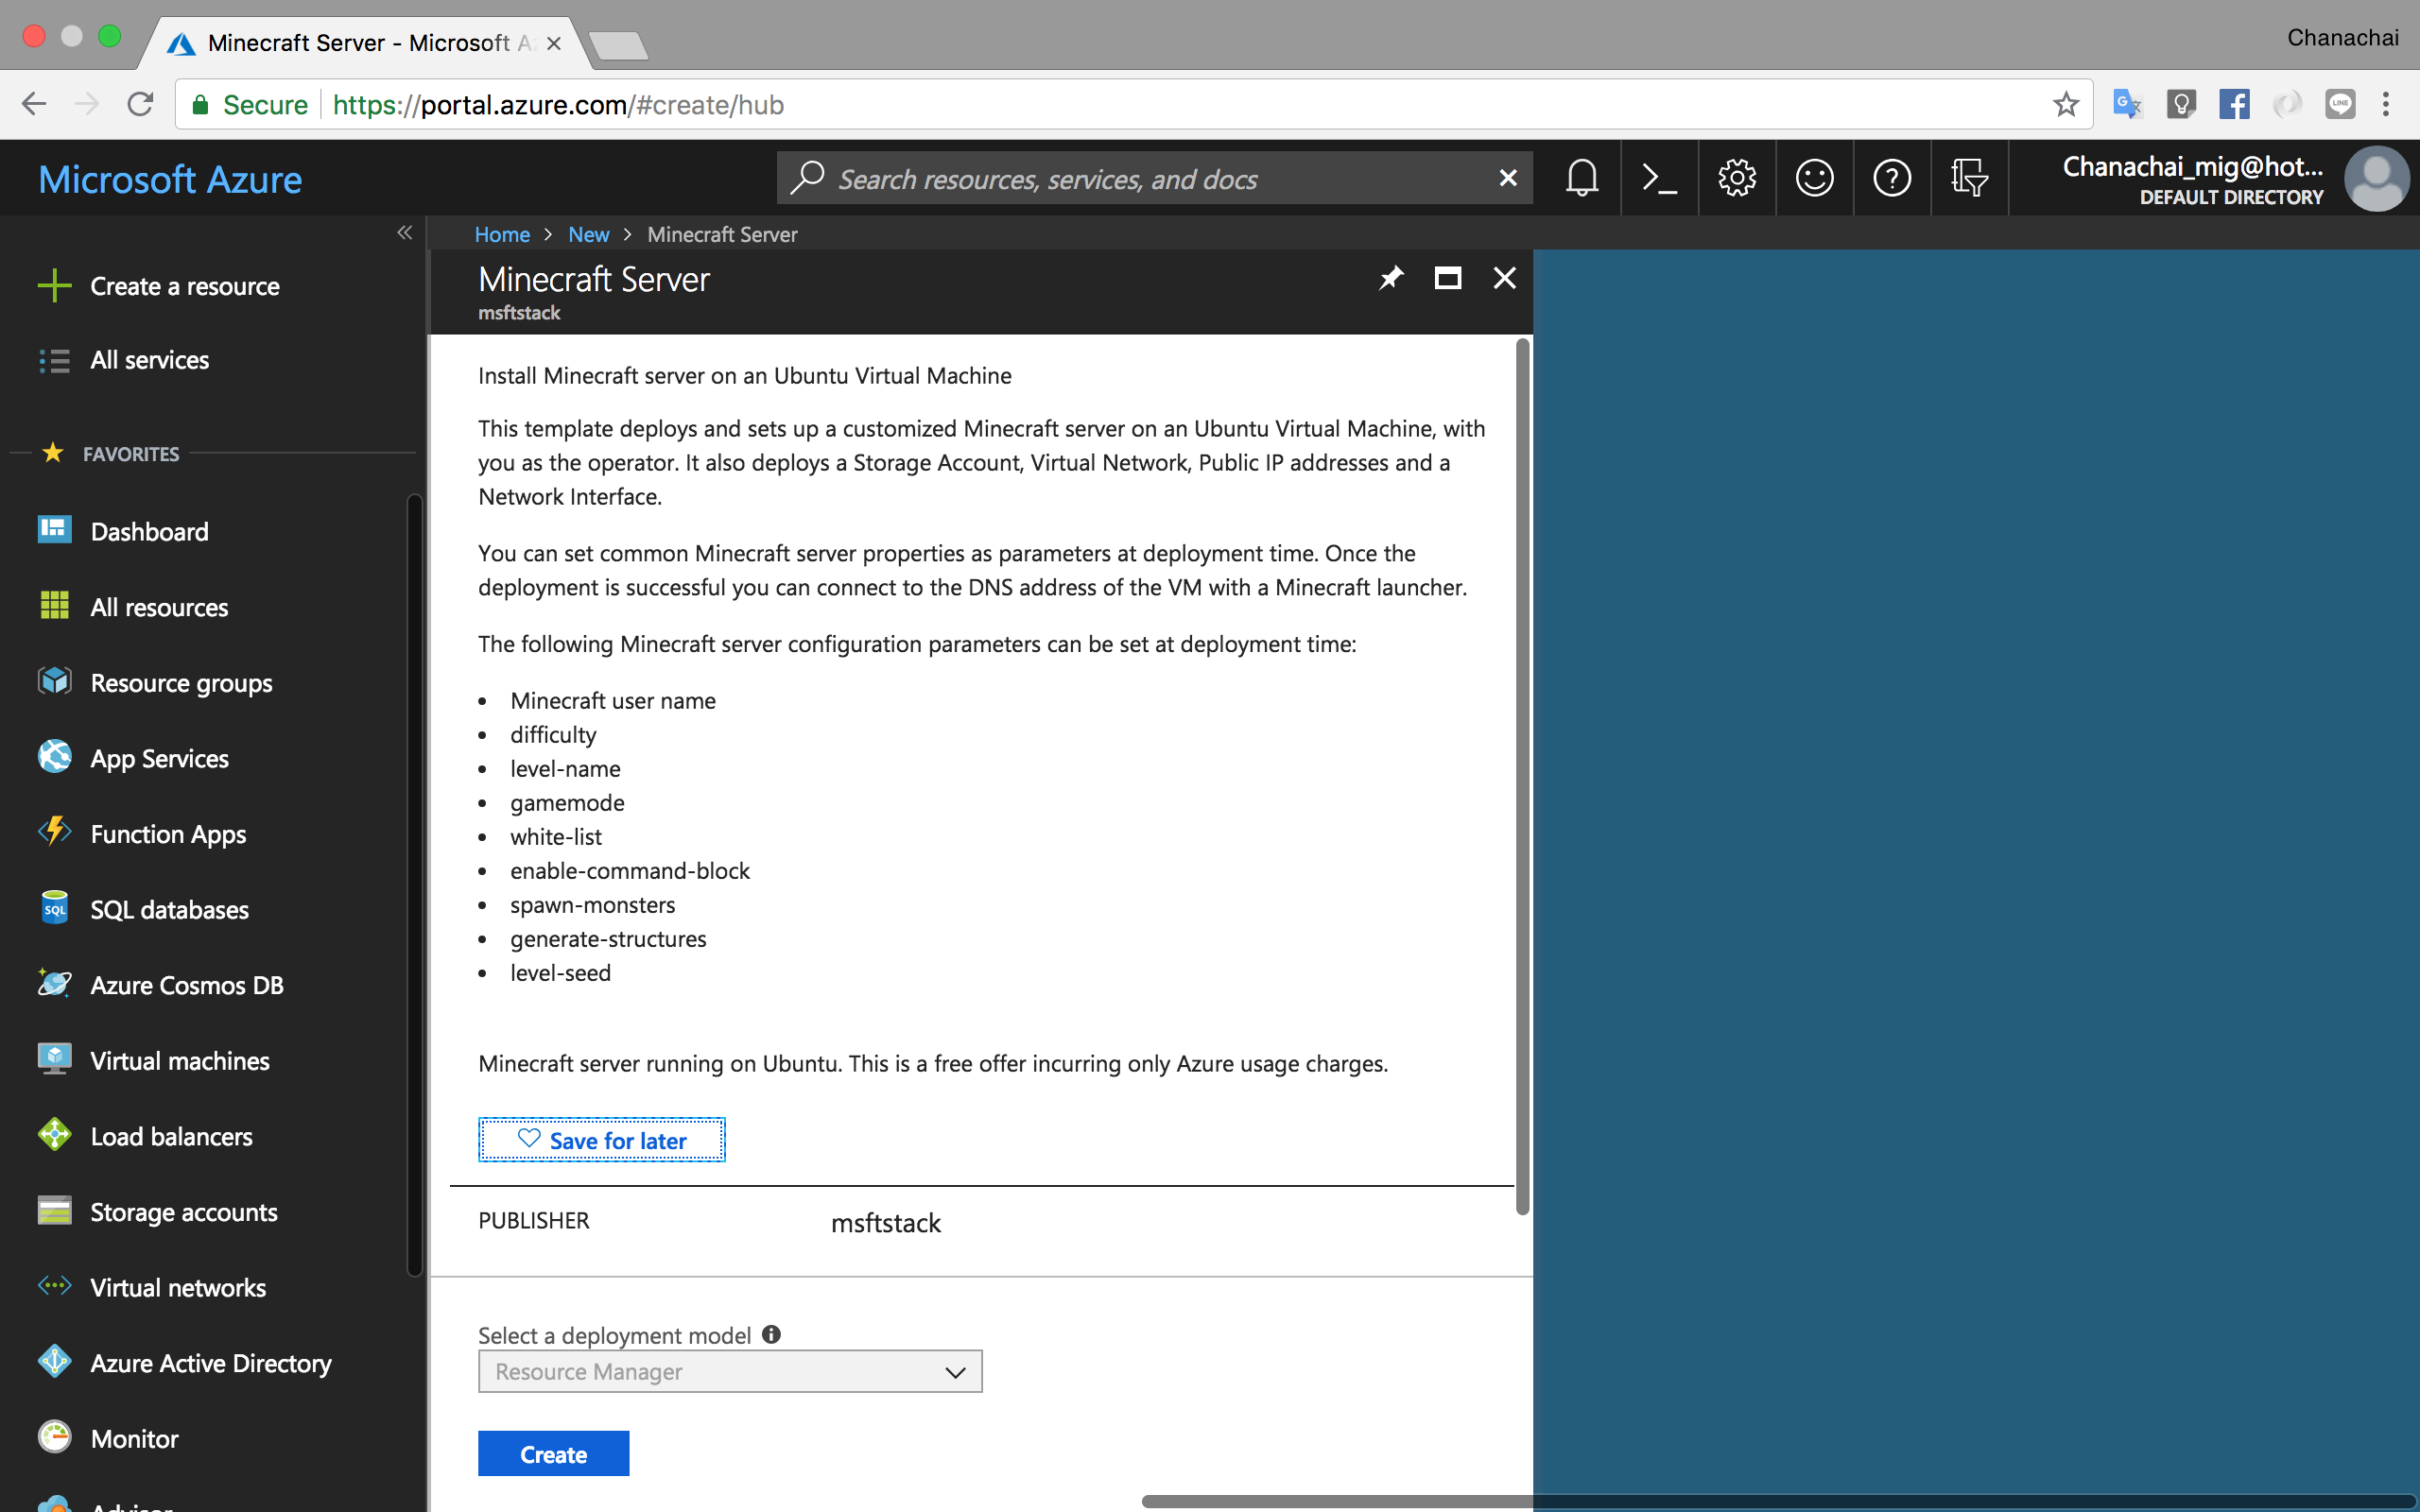 Minecraft Server - Microsoft A
Chanachai
Secure https://portal.azure.com/#create/hub
Microsoft Azure
Search resources, services, and docs
Chanachai_mig@hot...
DEFAULT DIRECTORY
Home > New > Minecraft Server
Minecraft Server
msftstack
Create a resource
All services
FAVORITES
Dashboard
All resources
Resource groups
App Services
Function Apps
SQL
SQL databases
Azure Cosmos DB
Virtual machines
Load balancers
Storage accounts
Virtual networks
Azure Active Directory
Monitor
Advisor
Install Minecraft server on an Ubuntu Virtual Machine
This template deploys and sets up a customized Minecraft server on an Ubuntu Virtual Machine, with
you as the operator. It also deploys a Storage Account, Virtual Network, Public IP addresses and a
Network Interface.
You can set common Minecraft server properties as parameters at deployment time. Once the
deployment is successful you can connect to the DNS address of the VM with a Minecraft launcher.
The following Minecraft server configuration parameters can be set at deployment time:
• Minecraft user name
• difficulty
• level-name
• gamemode
• white-list
• enable-command-block
• spawn-monsters
• generate-structures
• level-seed
Minecraft server running on Ubuntu. This is a free offer incurring only Azure usage charges.
Save for later
PUBLISHER msftstack
Select a deployment model
Resource Manager
Create